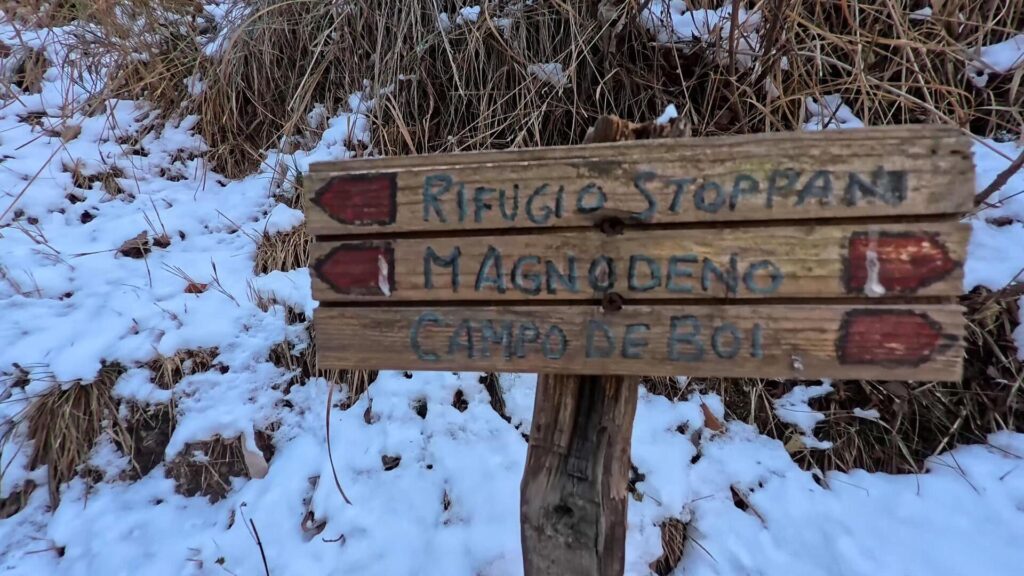 RIFUGIO STOPPANI
MAGNODENO
CAMPO DE BOI